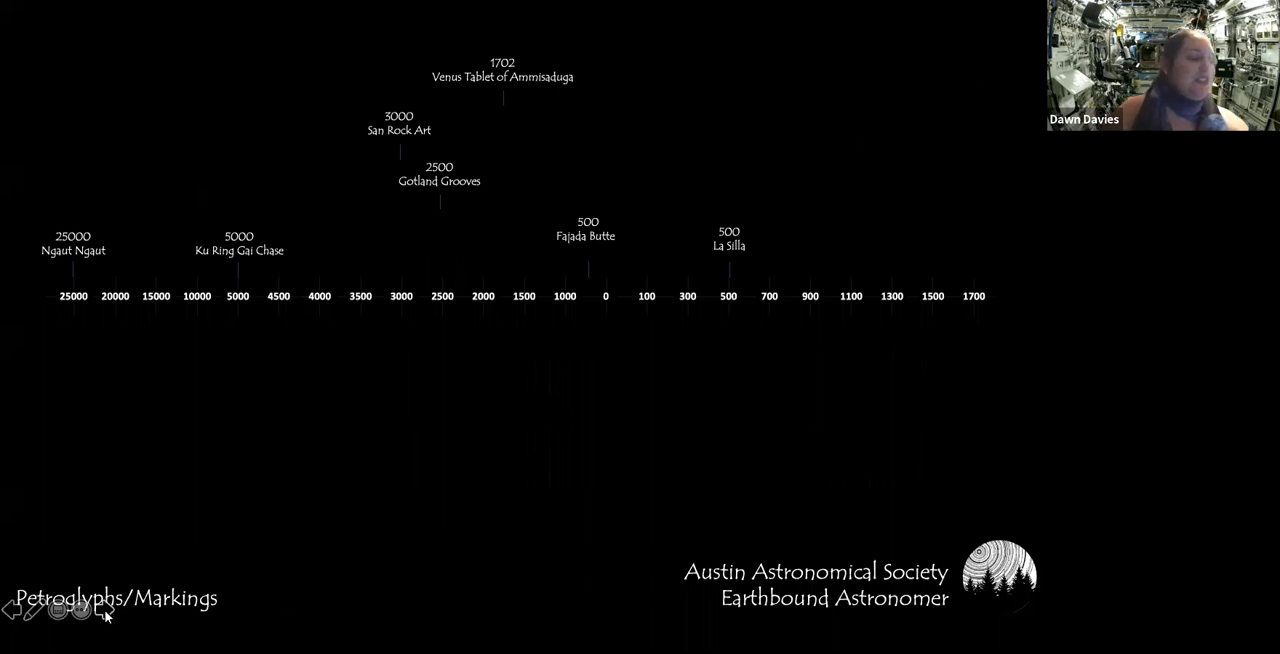 1702
Venus Tablet of Ammisaduga
3000
San Rock Art
2500
Gotland Grooves
25000
Ngaut Ngaut
5000
Ku Ring Gai Chase
500
Fajada Butte
500
La Silla
25000 20000 15000 10000 5000 4500 4000 3500 3000 2500 2000 1500 1000 0 100 300 500 700 900 1100 1300 1500 1700
Petroglyphs/Markings
Austin Astronomical Society
Earthbound Astronomer
Dawn Davies